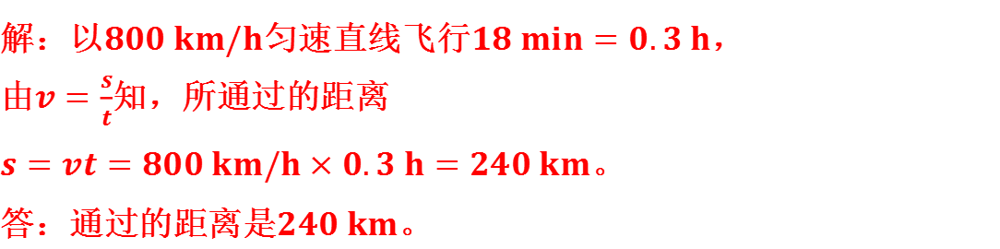 解：以800 km/h匀速直线飞行18 min = 0.3 h，
由v = s/t知，所通过的距离
s = vt = 800 km/h × 0.3 h = 240 km。
答：通过的距离是240 km。